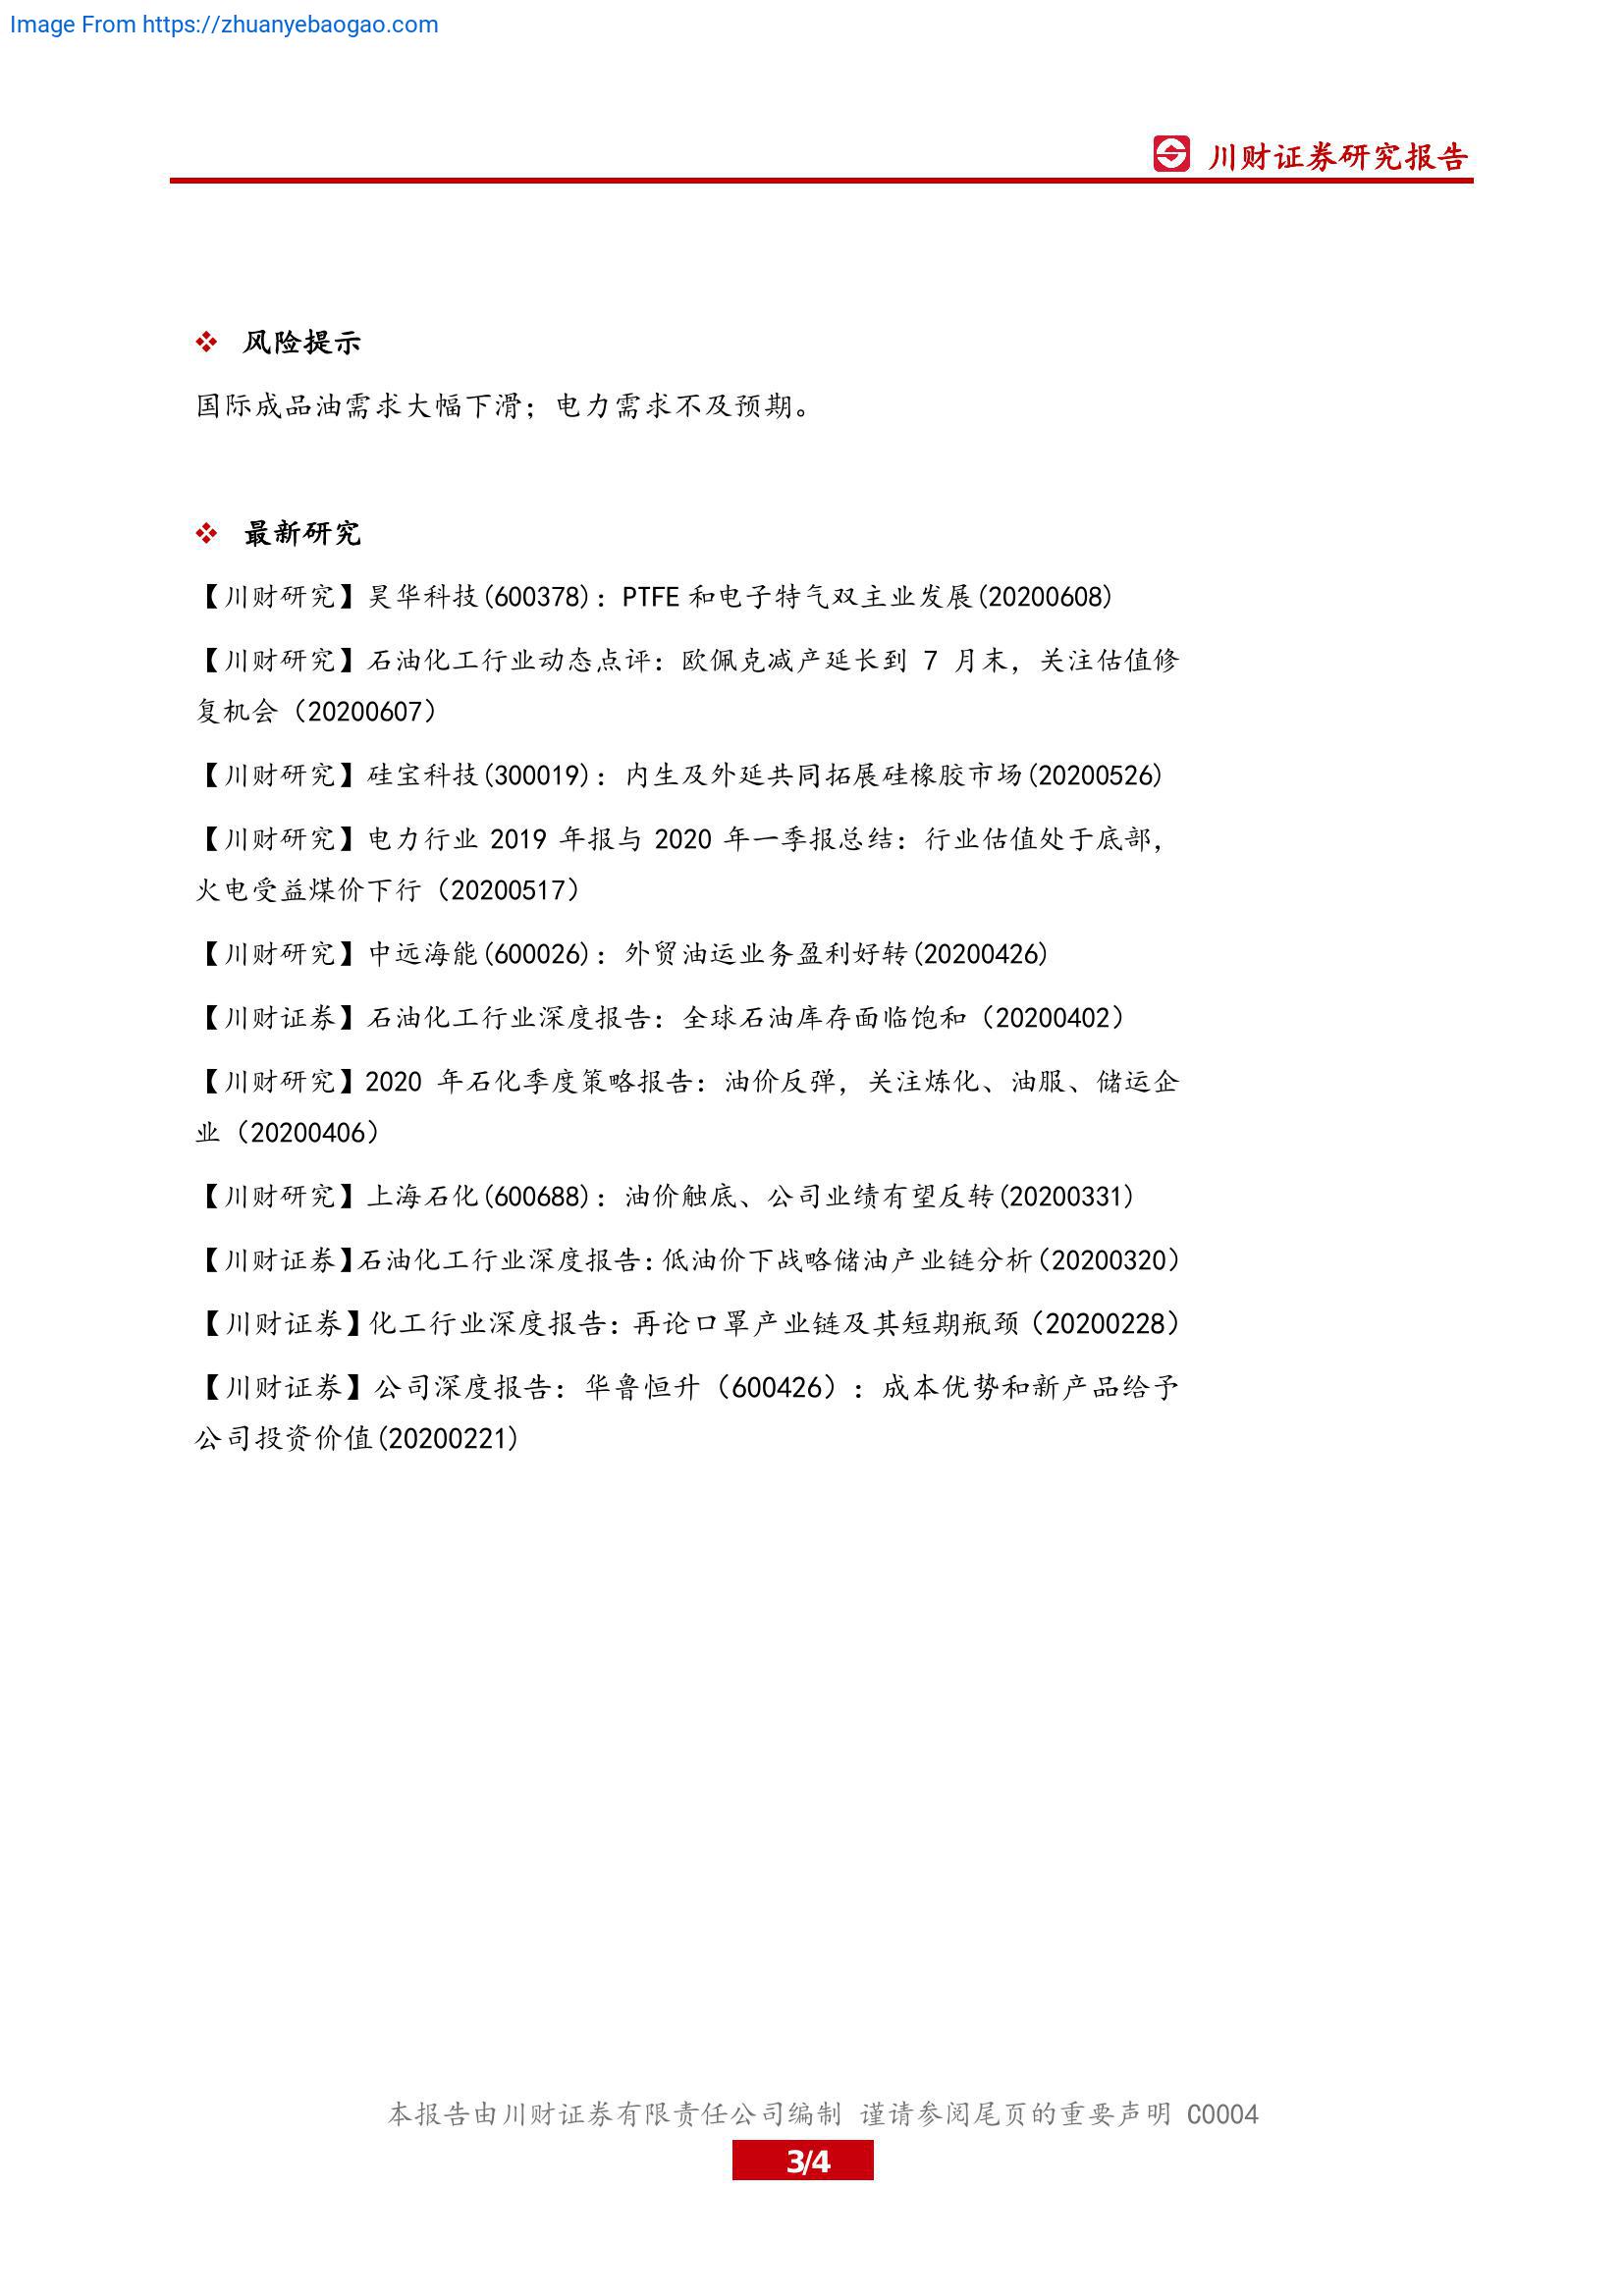 Image From https://zhuanyebaogao.com
川财证券研究报告
风险提示
国际成品油需求大幅下滑；电力需求不及预期。
最新研究
【川财研究】昊华科技(600378)：PTFE 和电子特气双主业发展(20200608)
【川财研究】石油化工行业动态点评：欧佩克减产延长到 7 月末，关注估值修
复机会（20200607）
【川财研究】硅宝科技(300019)：内生及外延共同拓展硅橡胶市场(20200526)
【川财研究】电力行业 2019 年报与 2020 年一季报总结：行业估值处于底部，
火电受益煤价下行（20200517）
【川财研究】中远海能(600026)：外贸油运业务盈利好转(20200426)
【川财证券】石油化工行业深度报告：全球石油库存面临饱和（20200402）
【川财研究】2020 年石化季度策略报告：油价反弹，关注炼化、油服、储运企
业（20200406）
【川财研究】上海石化(600688)：油价触底、公司业绩有望反转(20200331)
【川财证券】石油化工行业深度报告：低油价下战略储油产业链分析（20200320）
【川财证券】化工行业深度报告：再论口罩产业链及其短期瓶颈（20200228）
【川财证券】公司深度报告：华鲁恒升（600426）：成本优势和新产品给予
公司投资价值(20200221)
本报告由川财证券有限责任公司编制 谨请参阅尾页的重要声明 C0004
3/4